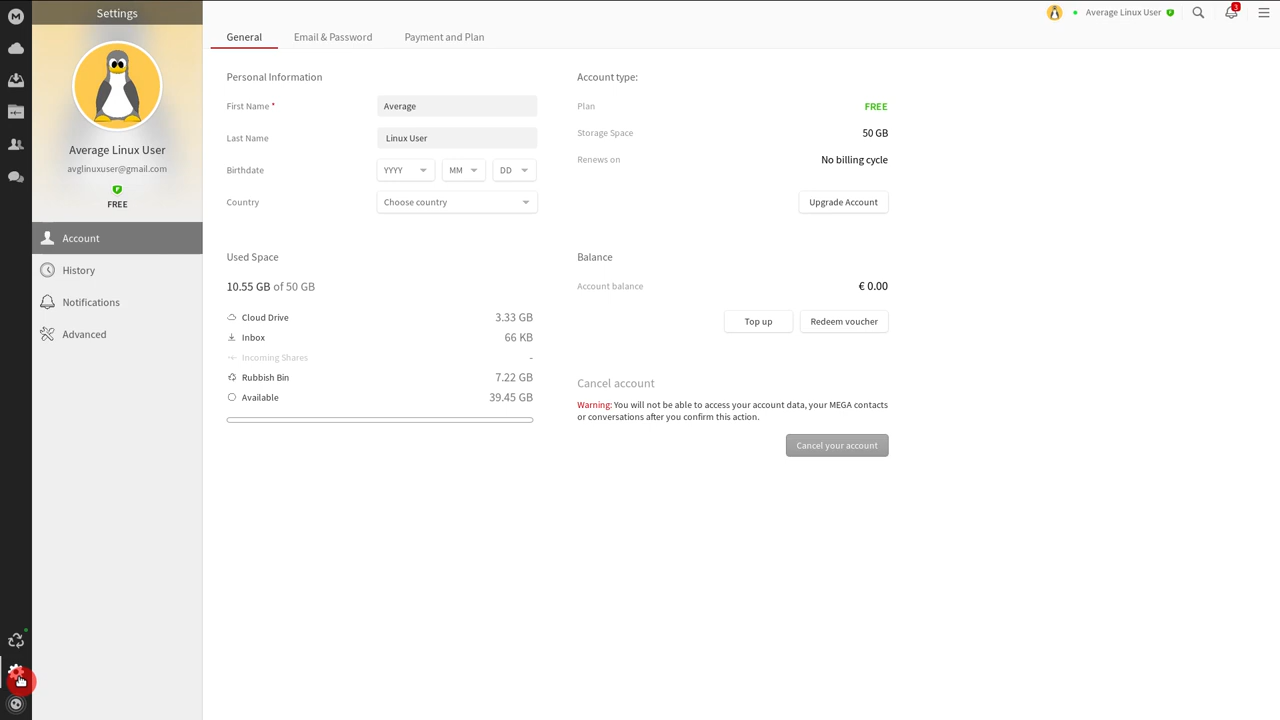 Settings
Average Linux User
3
General
Email & Password
Payment and Plan
Average Linux User
avglinuxuser@gmail.com
FREE
Account
History
Notifications
Advanced
Personal Information
First Name *
Average
Last Name
Linux User
Birthdate
YYYY
MM
DD
Country
Choose country
Account type:
Plan
FREE
Storage Space
50 GB
Renews on
No billing cycle
Upgrade Account
Used Space
10.55 GB of 50 GB
Cloud Drive
3.33 GB
Inbox
66 KB
Incoming Shares
-
Rubbish Bin
7.22 GB
Available
39.45 GB
Balance
Account balance
€ 0.00
Top up
Redeem voucher
Cancel account
Warning: You will not be able to access your account data, your MEGA contacts
or conversations after you confirm this action.
Cancel your account